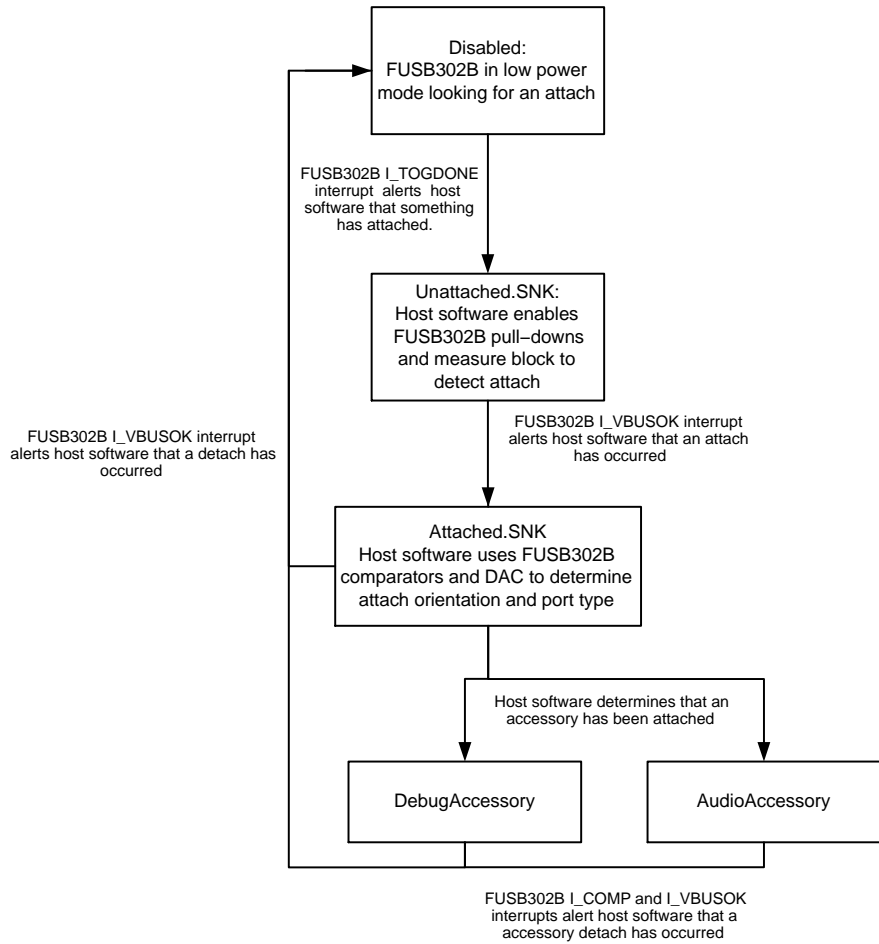 Disabled:
FUSB302B in low power
mode looking for an attach
FUSB302B I_TOGDONE
interrupt alerts host
software that something
has attached.
Unattached.SNK:
Host software enables
FUSB302B pull−downs
and measure block to
detect attach
FUSB302B I_VBUSOK interrupt
alerts host software that a detach has
occurred
FUSB302B I_VBUSOK interrupt
alerts host software that an attach
has occurred
Attached.SNK
Host software uses FUSB302B
comparators and DAC to determine
attach orientation and port type
Host software determines that an
accessory has been attached
DebugAccessory
AudioAccessory
FUSB302B I_COMP and I_VBUSOK
interrupts alert host software that a
accessory detach has occurred